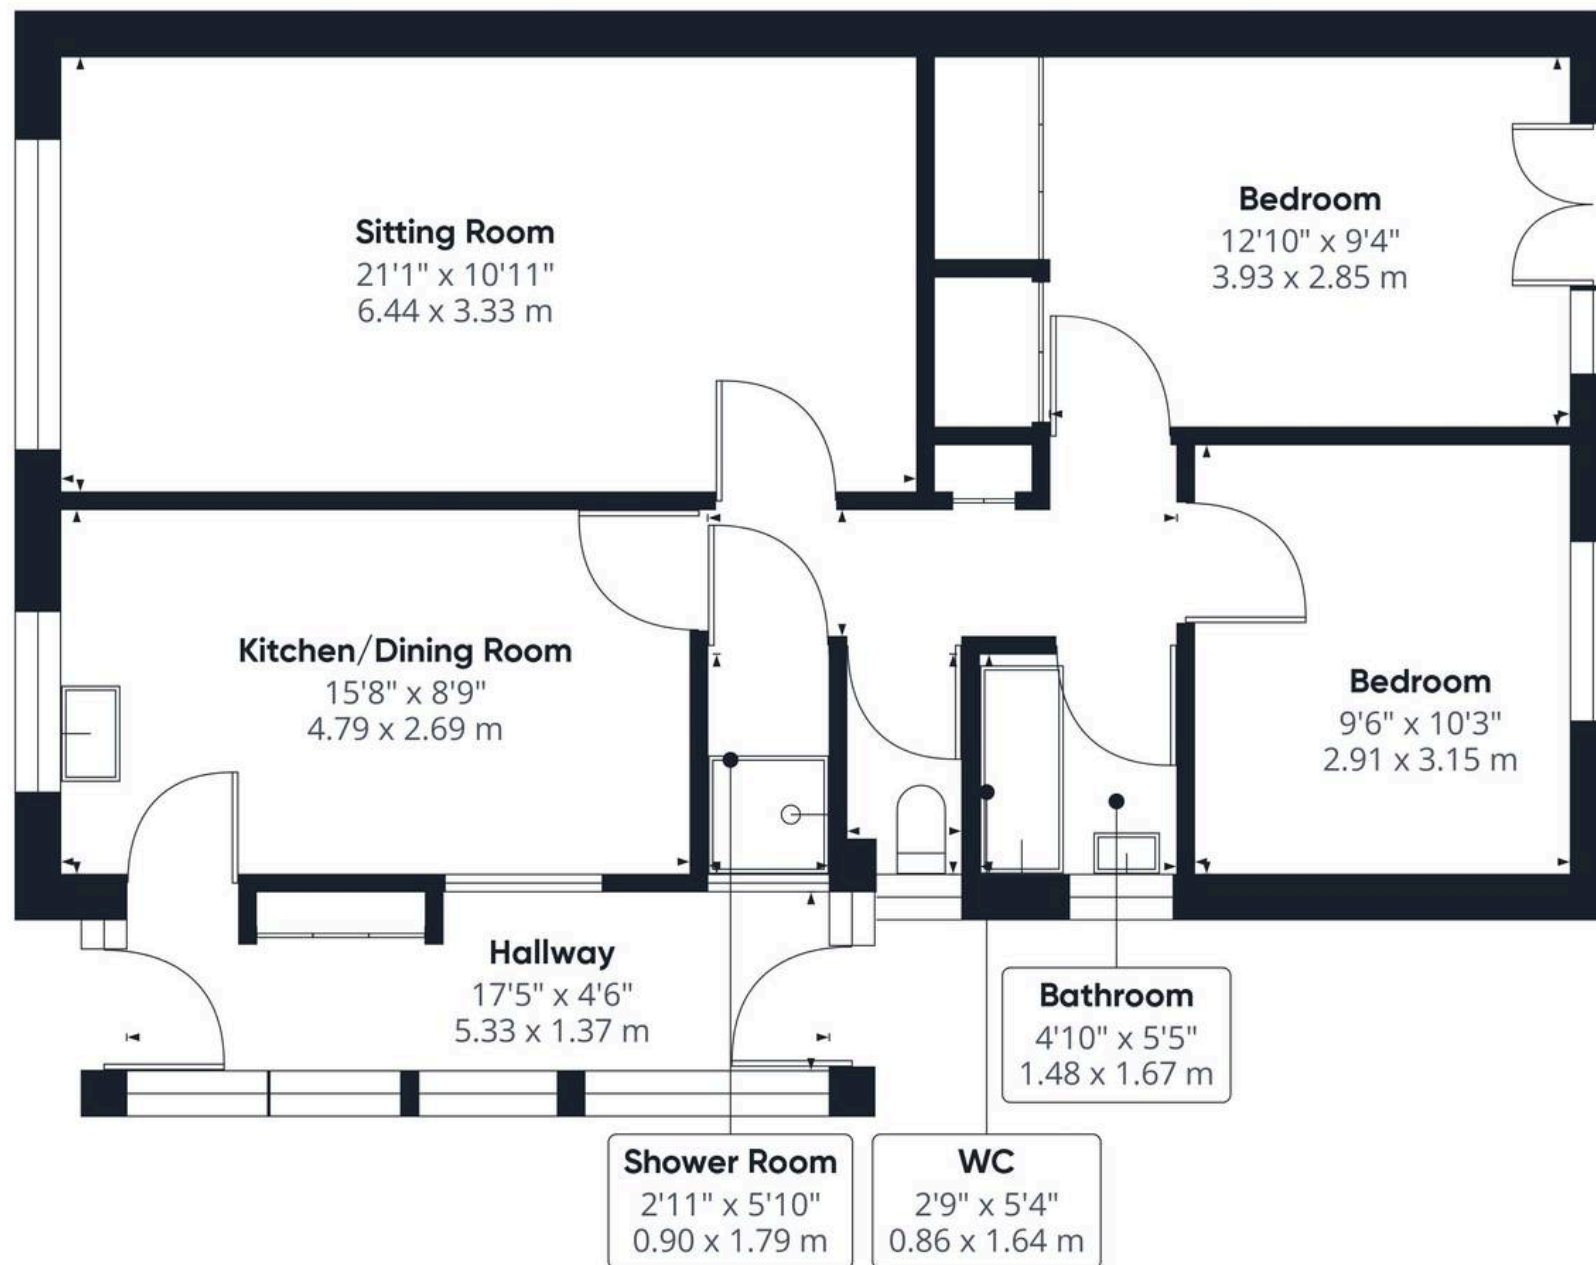 Sitting Room
21'1" x 10'11"
6.44 x 3.33 m
Bedroom
12'10" x 9'4"
3.93 x 2.85 m
Kitchen/Dining Room
15'8" x 8'9"
4.79 x 2.69 m
Bedroom
9'6" x 10'3"
2.91 x 3.15 m
Hallway
17'5" x 4'6"
5.33 x 1.37 m
Bathroom
4'10" x 5'5"
1.48 x 1.67 m
Shower Room
2'11" x 5'10"
0.90 x 1.79 m
WC
2'9" x 5'4"
0.86 x 1.64 m